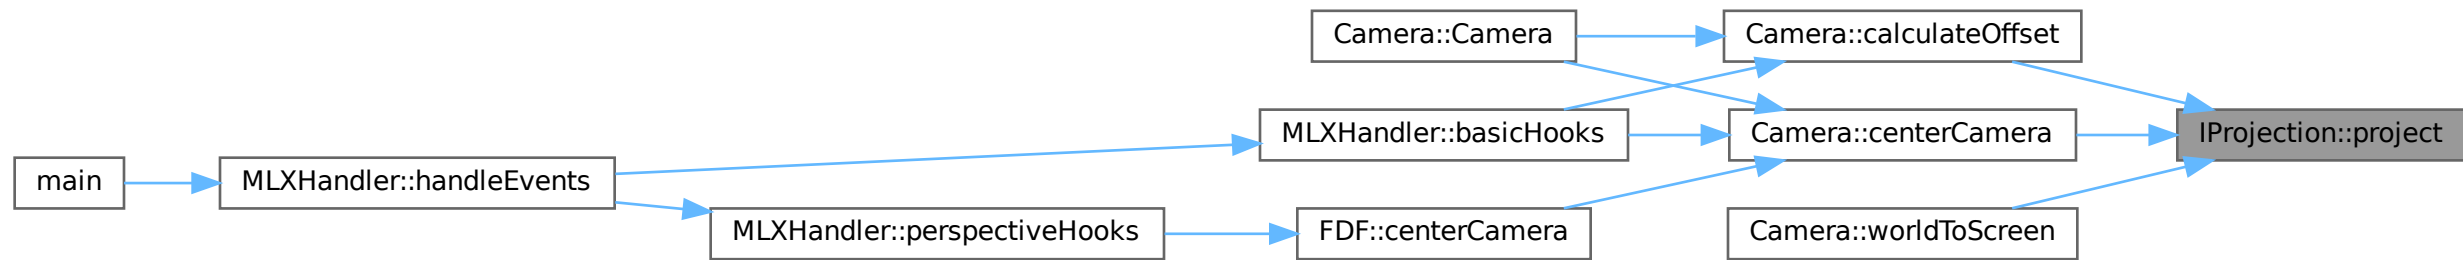 Camera::Camera
Camera::calculateOffset
MLXHandler::basicHooks
Camera::centerCamera
IProjection::project
main
MLXHandler::handleEvents
MLXHandler::perspectiveHooks
FDF::centerCamera
Camera::worldToScreen